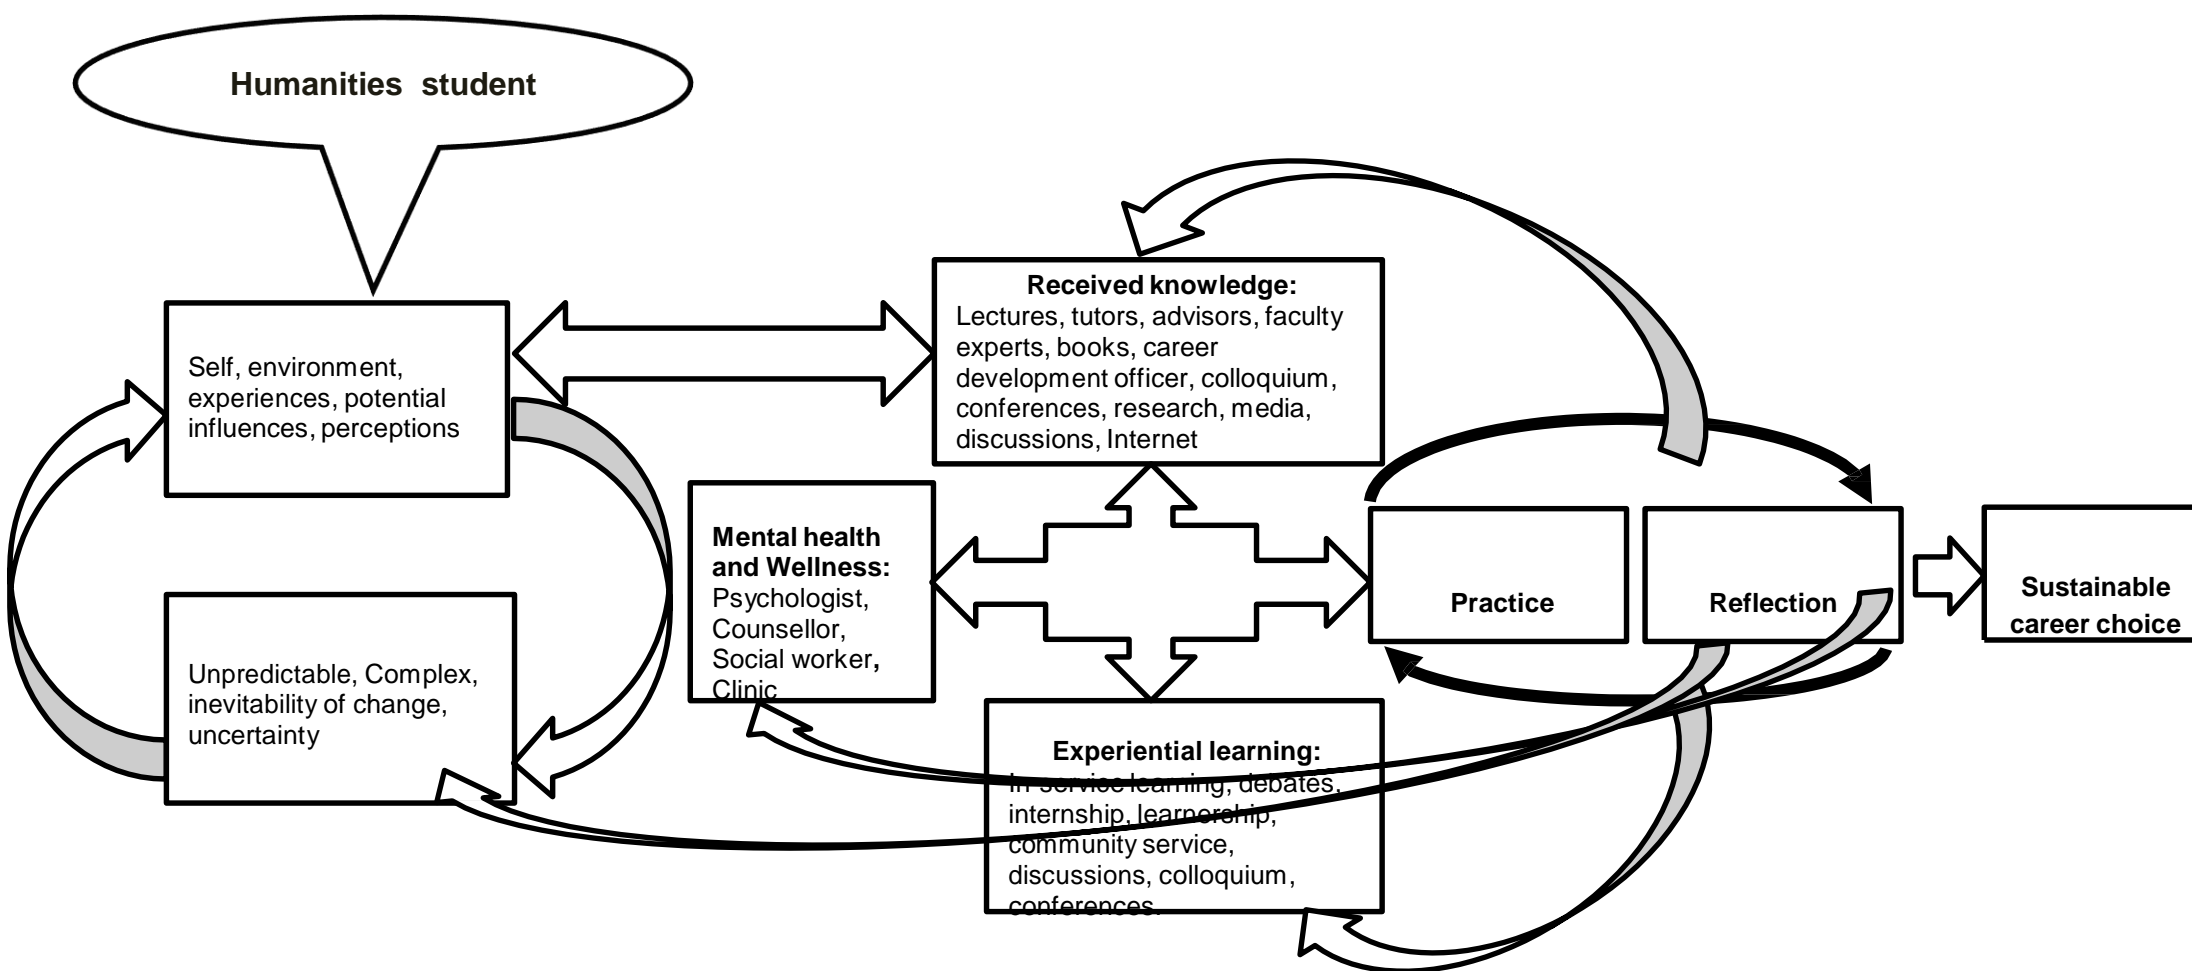 Humanities student
Self, environment,
experiences, potential
influences, perceptions
Unpredictable, Complex,
inevitability of change,
uncertainty
Received knowledge:
Lectures, tutors, advisors, faculty
experts, books, career
development officer, colloquium,
conferences, research, media,
discussions, Internet
Mental health
and Wellness:
Psychologist,
Counsellor,
Social worker,
Clinic
Experiential learning:
In-service learning, debates,
internship, learnership,
community service,
discussions, colloquium,
conferences.
Practice
Reflection
Sustainable
career choice